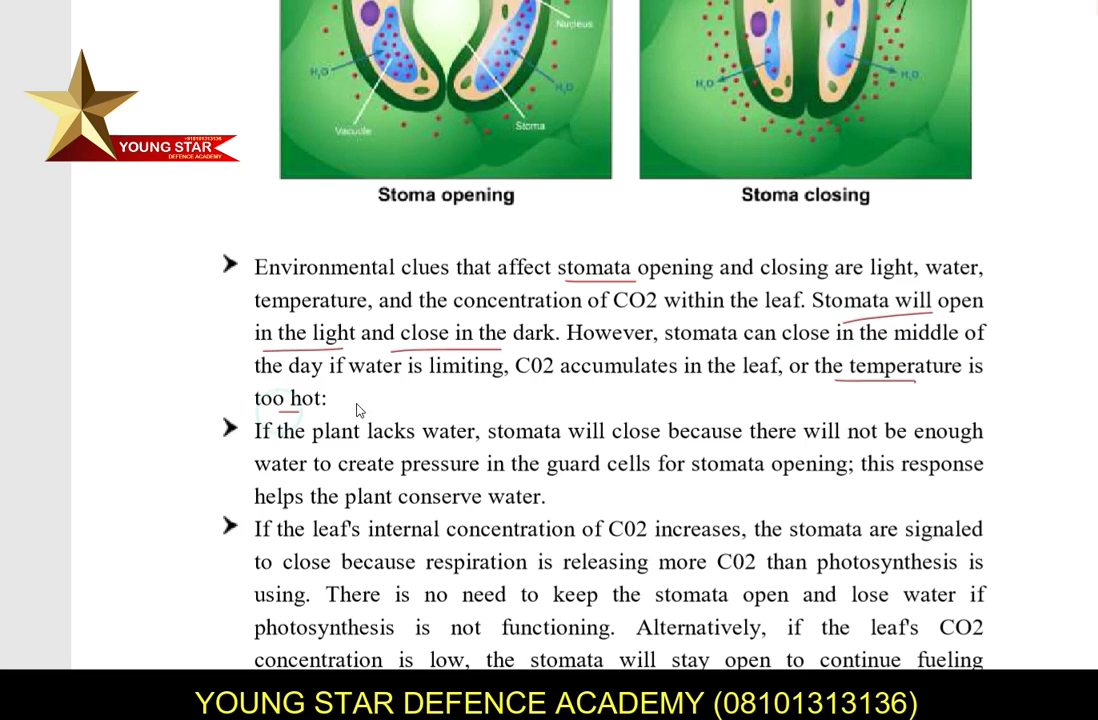 Nucleus
H₂O
H₂O
Vacuole
Stoma
H₂O
H₂O
+918101313136
YOUNG STAR
DEFENCE ACADEMY
Stoma opening
Stoma closing
➤ Environmental clues that affect stomata opening and closing are light, water,
temperature, and the concentration of CO2 within the leaf. Stomata will open
in the light and close in the dark. However, stomata can close in the middle of
the day if water is limiting, C02 accumulates in the leaf, or the temperature is
too hot:
➤ If the plant lacks water, stomata will close because there will not be enough
water to create pressure in the guard cells for stomata opening; this response
helps the plant conserve water.
➤ If the leaf's internal concentration of C02 increases, the stomata are signaled
to close because respiration is releasing more C02 than photosynthesis is
using. There is no need to keep the stomata open and lose water if
photosynthesis is not functioning. Alternatively, if the leaf's CO2
concentration is low, the stomata will stay open to continue fueling
YOUNG STAR DEFENCE ACADEMY (08101313136)